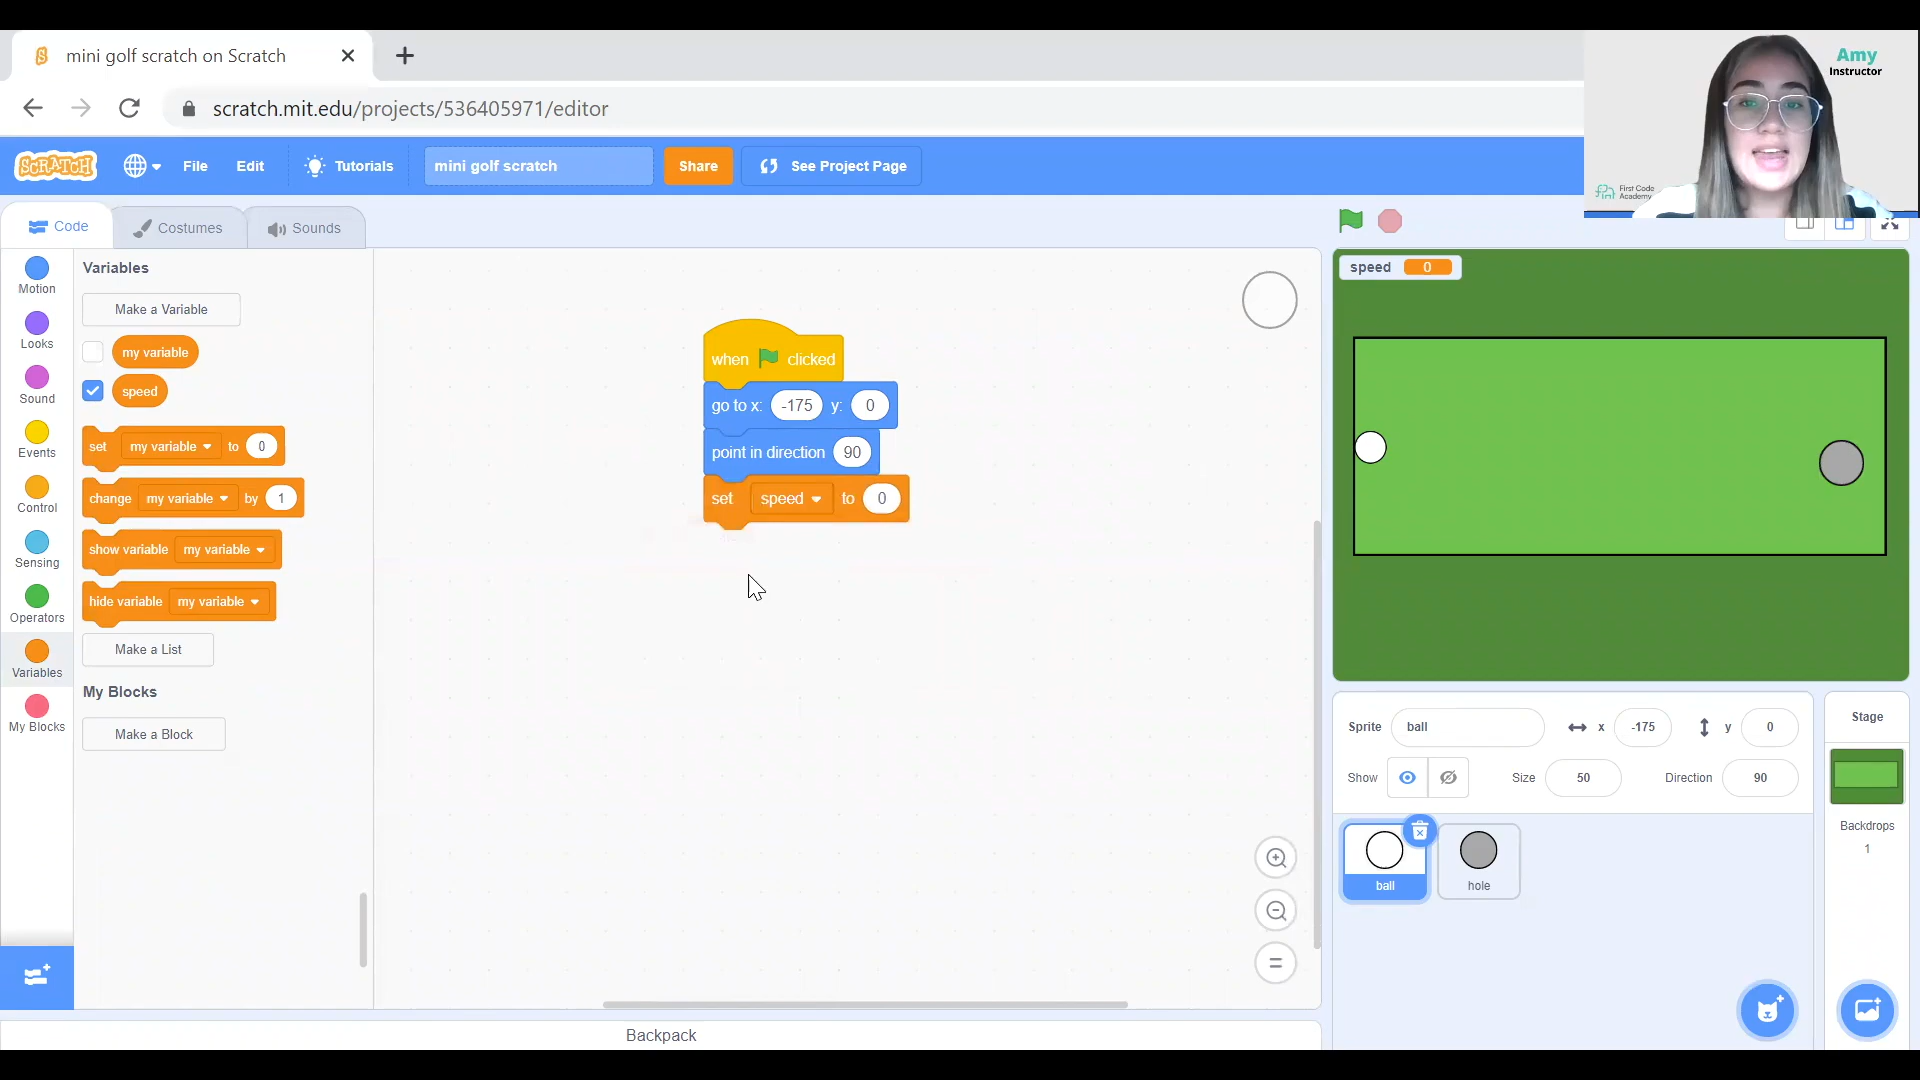 mini golf scratch on Scratch
scratch.mit.edu/projects/536405971/editor
Amy
Instructor
First Code
Academy
SCRATCH
File
Edit
Tutorials
mini golf scratch
Share
See Project Page
Code
Costumes
Sounds
Motion
Looks
Sound
Events
Control
Sensing
Operators
Variables
My Blocks
Variables
Make a Variable
my variable
speed
set my variable to 0
change my variable by 1
show variable my variable
hide variable my variable
Make a List
My Blocks
Make a Block
when clicked
go to x: -175 y: 0
point in direction 90
set speed to 0
speed 0
Sprite ball x -175 y 0
Show Size 50 Direction 90
ball
hole
Stage
Backdrops
1
Backpack